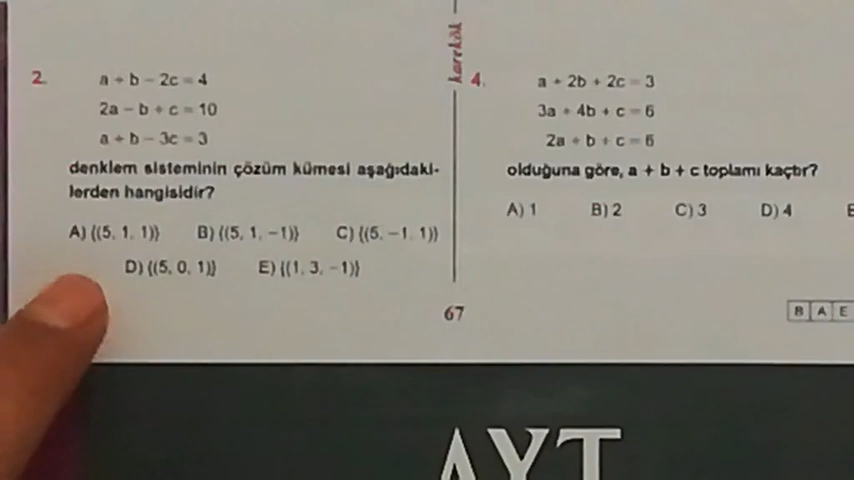 2. a + b - 2c = 4
2a - b + c = 10
a + b - 3c = 3
denklem sisteminin çözüm kümesi aşağıdaki-
lerden hangisidir?
A) {(5, 1, 1)} B) {(5, 1, -1)} C) {(5, -1, 1)}
D) {(5, 0, 1)} E) {(1, 3, -1)}
karekök
4. a + 2b + 2c = 3
3a + 4b + c = 6
2a + b + c = 6
olduğuna göre, a + b + c toplamı kaçtır?
A) 1 B) 2 C) 3 D) 4 E
67
B A E
AYT